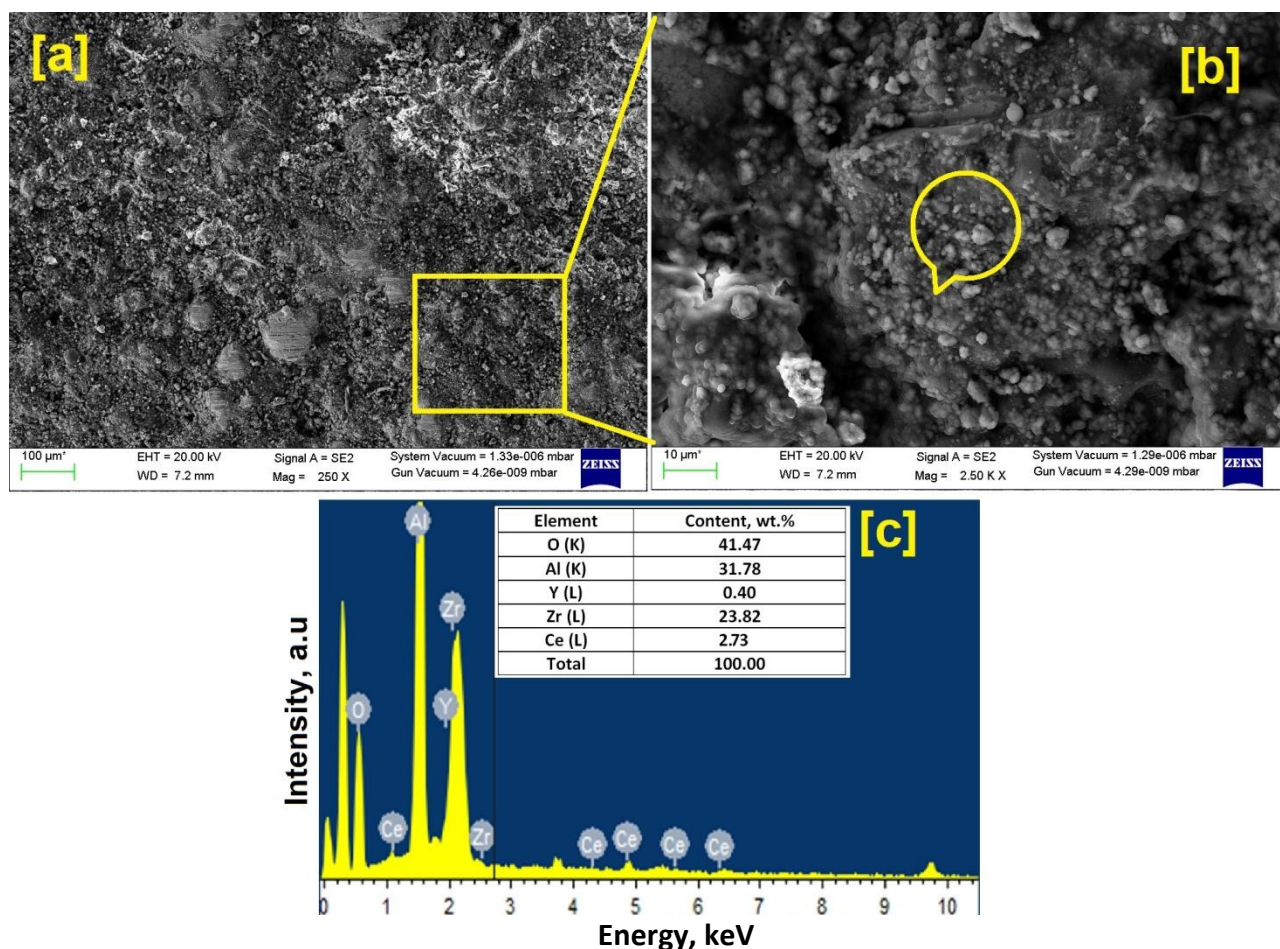 [a]
[b]
100 µm*
EHT = 20.00 kV
Signal A = SE2
System Vacuum = 1.33e-006 mbar
WD = 7.2 mm
Mag = 250 X
Gun Vacuum = 4.26e-009 mbar
ZEISS
10 µm*
EHT = 20.00 kV
Signal A = SE2
System Vacuum = 1.29e-006 mbar
WD = 7.2 mm
Mag = 2.50 K X
Gun Vacuum = 4.29e-009 mbar
ZEISS
[c]
Element Content, wt.%
O (K) 41.47
Al (K) 31.78
Y (L) 0.40
Zr (L) 23.82
Ce (L) 2.73
Total 100.00
Al
Zr
Y
O
Ce
Zr
Ce
Ce
Ce
Ce
Intensity, a.u
0 1 2 3 4 5 6 7 8 9 10
Energy, keV